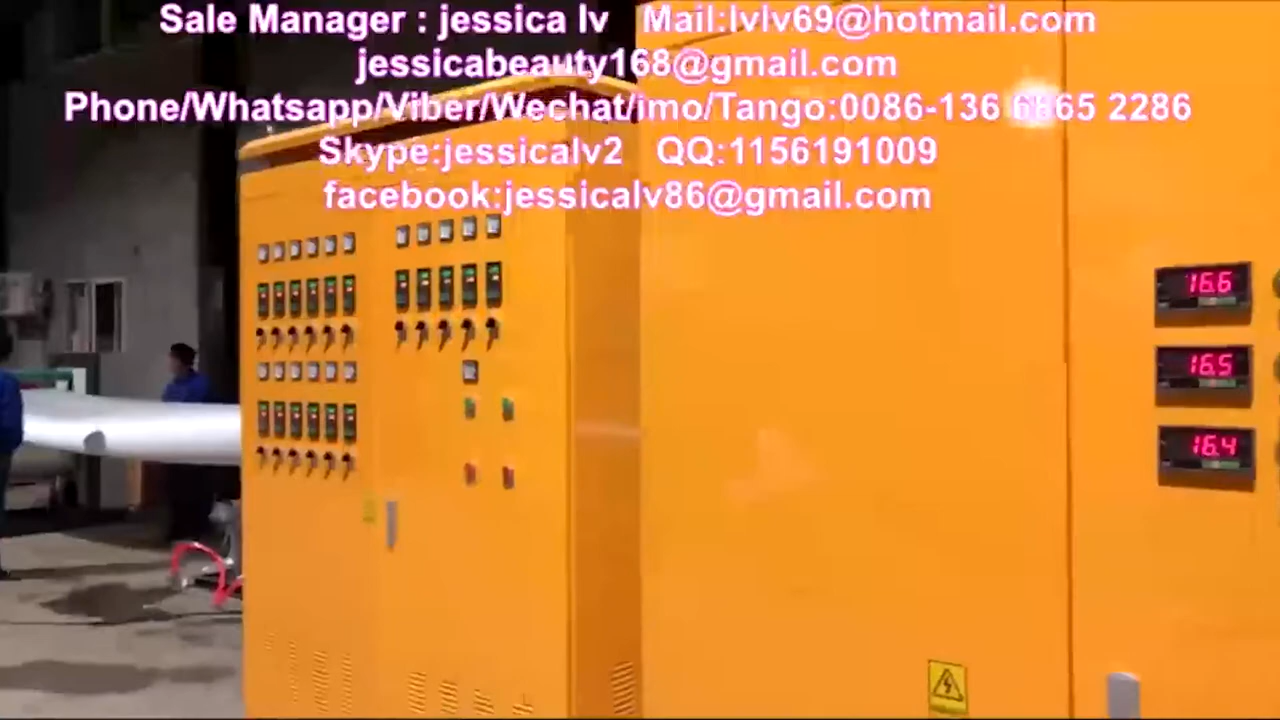 Sale Manager : jessica lv Mail:lvlv69@hotmail.com
jessicabeauty168@gmail.com
Phone/Whatsapp/Viber/Wechat/imo/Tango:0086-136 6865 2286
Skype:jessicalv2 QQ:1156191009
facebook:jessicalv86@gmail.com
16.6
16.5
16.4